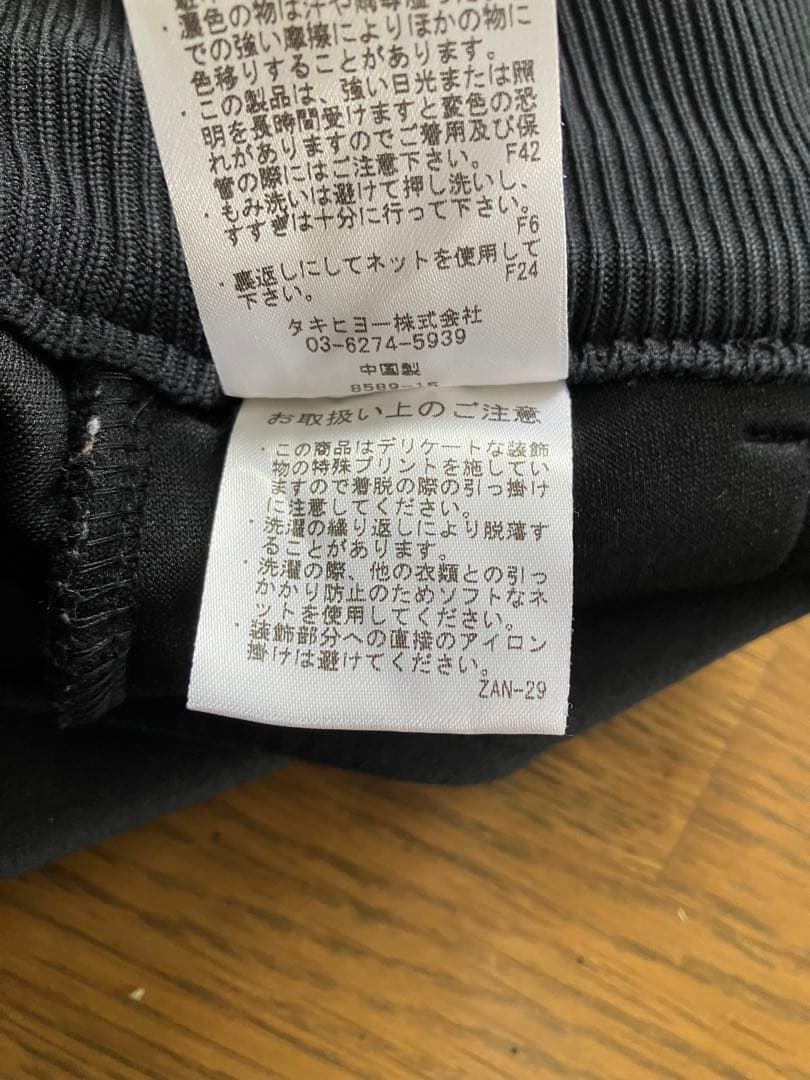 濃色の物は汗や
での強い摩擦によりほかの物に
色移りすることがあります。
・この製品は、強い日光または照
明を長時間受けますと変色の恐
れがありますのでご着用及び保
管の際にはご注意下さい。 F42
・もみ洗いは避けて押し洗いし、
すすぎは十分に行って下さい。
F6
・裏返しにしてネットを使用して
下さい。 F24
タキヒヨー株式会社
03-6274-5939
中国製
8589-15
お取扱い上のご注意
・この商品はデリケートな装飾
物の特殊プリントを施してい
ますので着脱の際の引っ掛け
に注意してください。
・洗濯の繰り返しにより脱落す
ることがあります。
・洗濯の際、他の衣類との引っ
かかり防止のためソフトなネ
ットを使用してください。
・装飾部分への直接のアイロン
掛けは避けてください。
ZAN-29